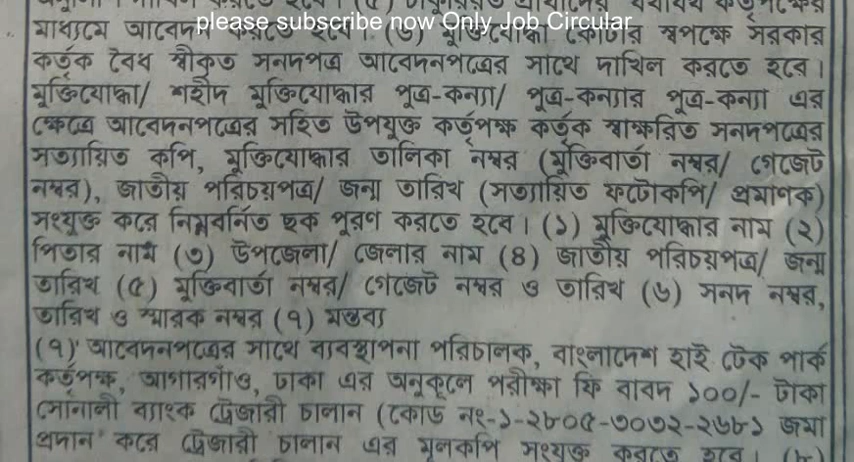 করতে হবে। (৫)
please subscribe now Only Job Circular
মাধ্যমে আবেদন করতে হবে। (৬) মুক্তিযোদ্ধা কোটার স্বপক্ষে সরকার
কর্তৃক বৈধ স্বীকৃত সনদপত্র আবেদনপত্রের সাথে দাখিল করতে হবে।
মুক্তিযোদ্ধা/ শহীদ মুক্তিযোদ্ধার পুত্র-কন্যা/ পুত্র-কন্যার পুত্র-কন্যা এর
ক্ষেত্রে আবেদনপত্রের সহিত উপযুক্ত কর্তৃপক্ষ কর্তৃক স্বাক্ষরিত সনদপত্রের
সত্যায়িত কপি, মুক্তিযোদ্ধার তালিকা নম্বর (মুক্তিবার্তা নম্বর/ গেজেট
নম্বর), জাতীয় পরিচয়পত্র/ জন্ম তারিখ (সত্যায়িত ফটোকপি/ প্রমাণক)
সংযুক্ত করে নিম্নবর্নিত ছক পূরণ করতে হবে। (১) মুক্তিযোদ্ধার নাম (২)
পিতার নাম (৩) উপজেলা/ জেলার নাম (৪) জাতীয় পরিচয়পত্র/ জন্ম
তারিখ (৫) মুক্তিবার্তা নম্বর/ গেজেট নম্বর ও তারিখ (৬) সনদ নম্বর,
তারিখ ও স্মারক নম্বর (৭) মন্তব্য
(৭) আবেদনপত্রের সাথে ব্যবস্থাপনা পরিচালক, বাংলাদেশ হাই টেক পার্ক
কর্তৃপক্ষ, আগারগাঁও, ঢাকা এর অনুকূলে পরীক্ষা ফি বাবদ ১০০/- টাকা
সোনালী ব্যাংক ট্রেজারী চালান (কোড নং-১-২৮০৫-৩০৩২-২৬৮১ জমা
প্রদান করে ট্রেজারী চালান এর মূলকপি সংযুক্ত করতে হবে। (৮)